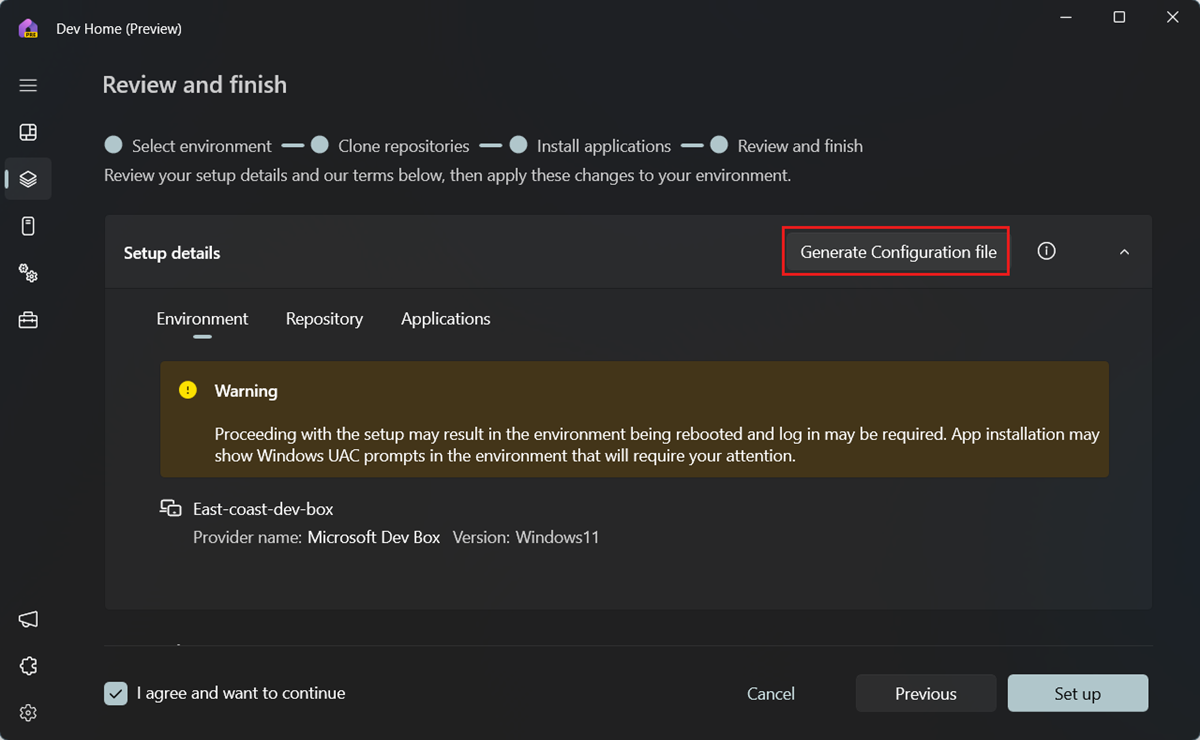 PRE
Dev Home (Preview)
Review and finish
Select environment
Clone repositories
Install applications
Review and finish
Review your setup details and our terms below, then apply these changes to your environment.
Setup details
Generate Configuration file
Environment
Repository
Applications
Warning
Proceeding with the setup may result in the environment being rebooted and log in may be required. App installation may
show Windows UAC prompts in the environment that will require your attention.
East-coast-dev-box
Provider name: Microsoft Dev Box Version: Windows11
I agree and want to continue
Cancel
Previous
Set up